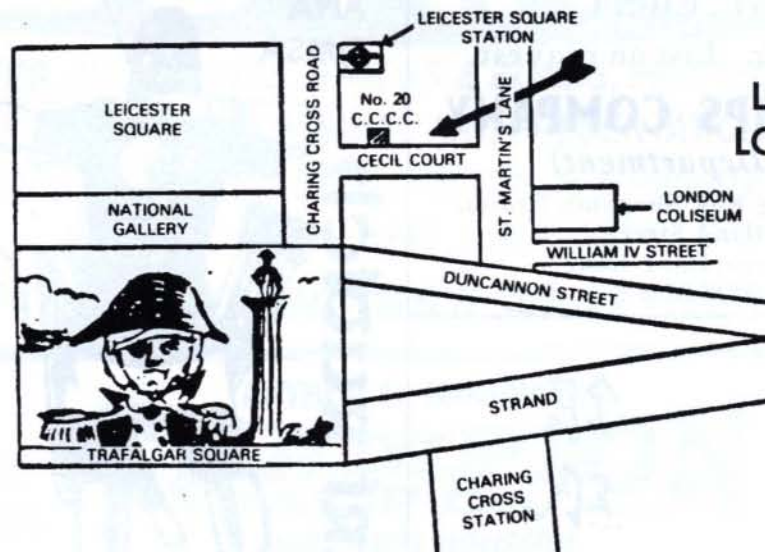 LEICESTER SQUARE
STATION
CHARING CROSS ROAD
LEICESTER
SQUARE
No. 20
C.C.C.C.
CECIL COURT
ST. MARTIN'S LANE
L
LO
NATIONAL
GALLERY
LONDON
COLISEUM
WILLIAM IV STREET
DUNCANNON STREET
STRAND
TRAFALGAR SQUARE
CHARING
CROSS
STATION